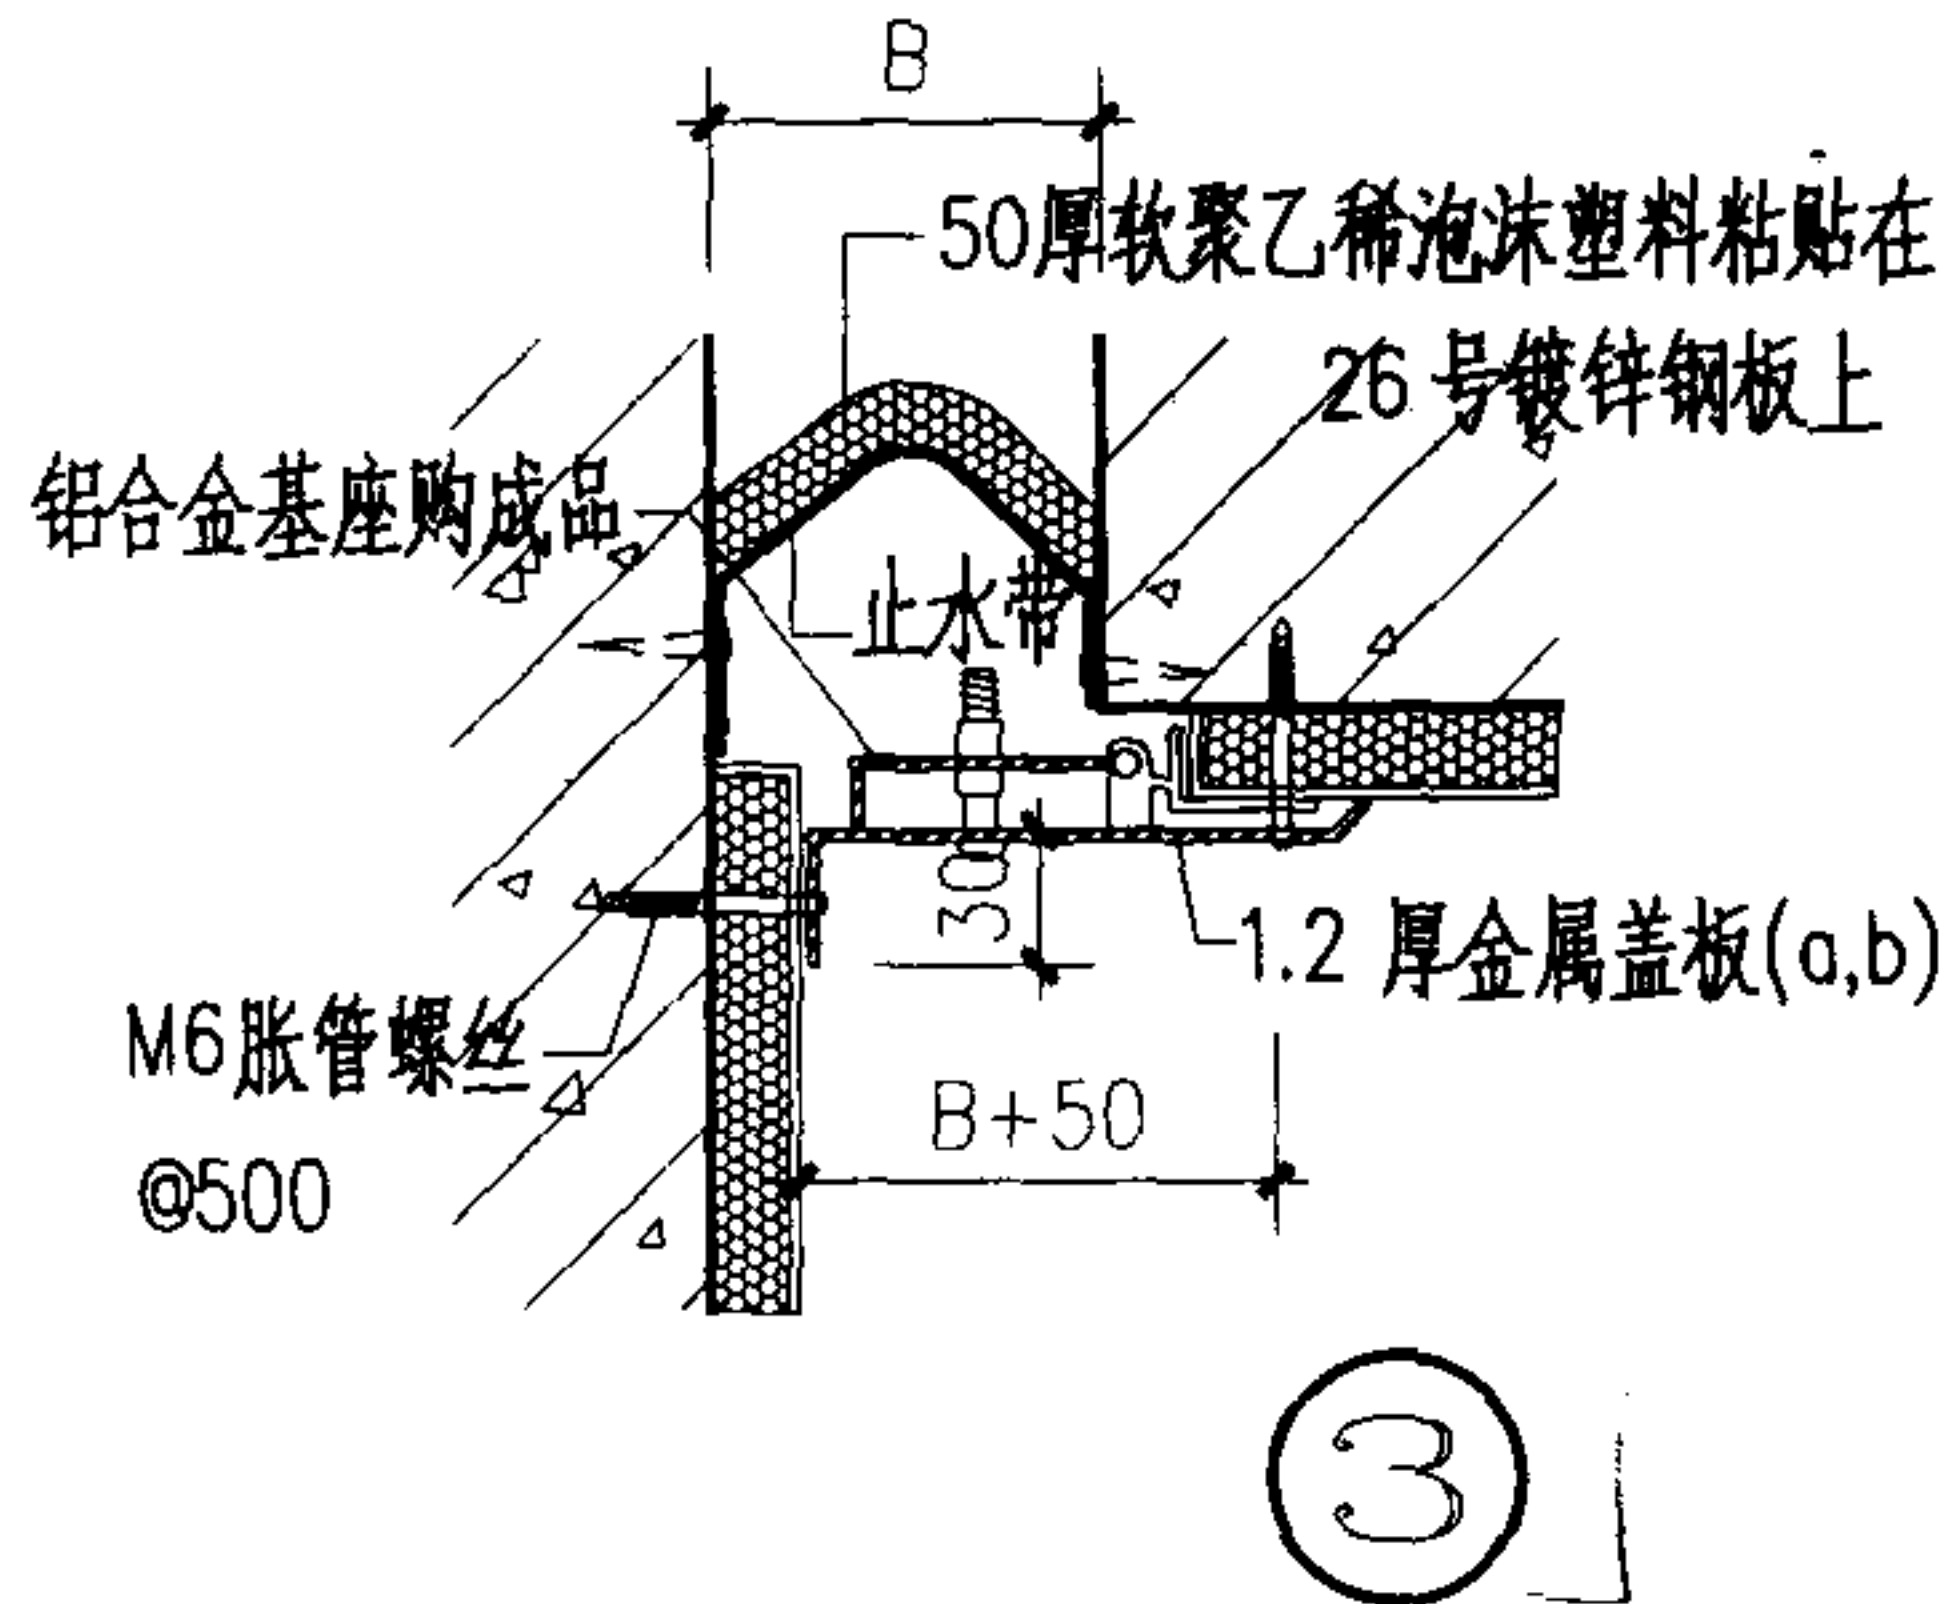 B
50厚软聚乙稀泡沫塑料粘贴在
26号镀锌钢板上
铝合金基座购成品
止水带
30
1.2 厚金属盖板(a,b)
M6胀管螺丝
@500
B+50
3